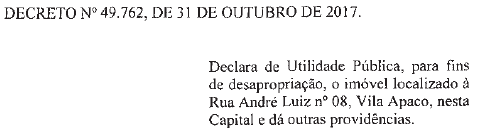 DECRETO Nº 49.762, DE 31 DE OUTUBRO DE 2017.
Declara de Utilidade Pública, para fins
de desapropriação, o imóvel localizado à
Rua André Luiz nº 08, Vila Apaco, nesta
Capital e dá outras providências.